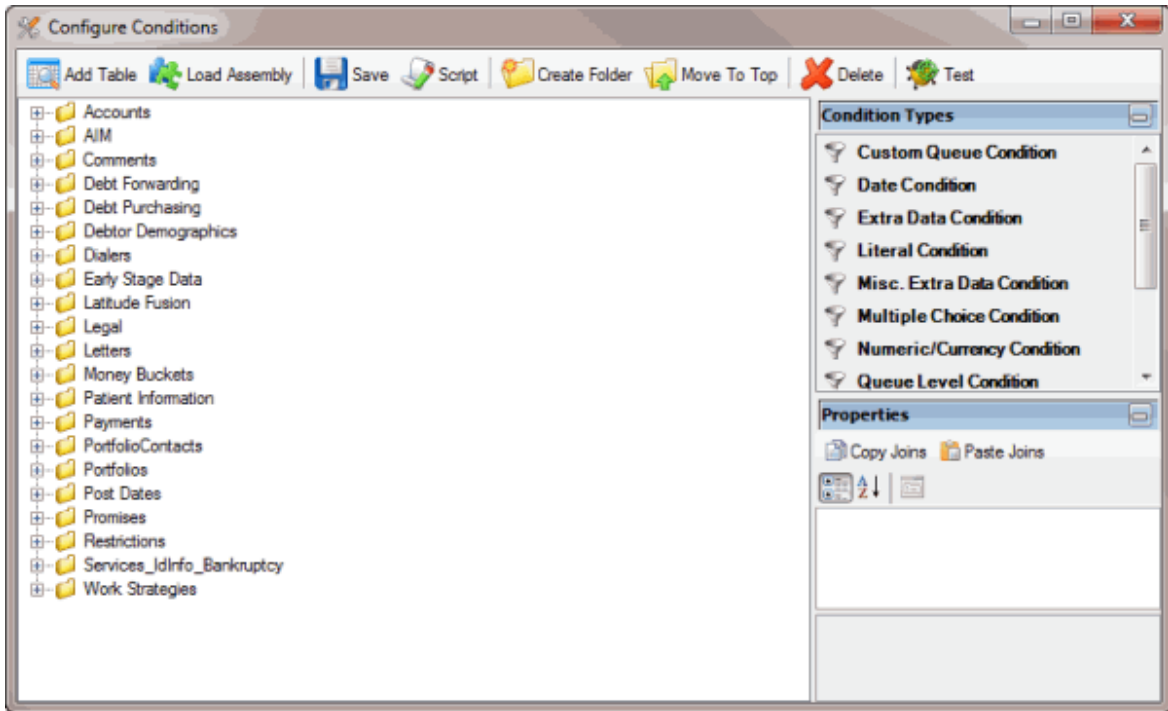 Configure Conditions
Add Table Load Assembly Save Script Create Folder Move To Top Delete Test
Accounts
AIM
Comments
Debt Forwarding
Debt Purchasing
Debtor Demographics
Dialers
Early Stage Data
Latitude Fusion
Legal
Letters
Money Buckets
Patient Information
Payments
PortfolioContacts
Portfolios
Post Dates
Promises
Restrictions
Services_IdInfo_Bankruptcy
Work Strategies
Condition Types
Custom Queue Condition
Date Condition
Extra Data Condition
Literal Condition
Misc. Extra Data Condition
Multiple Choice Condition
Numeric/Currency Condition
Queue Level Condition
Properties
Copy Joins Paste Joins